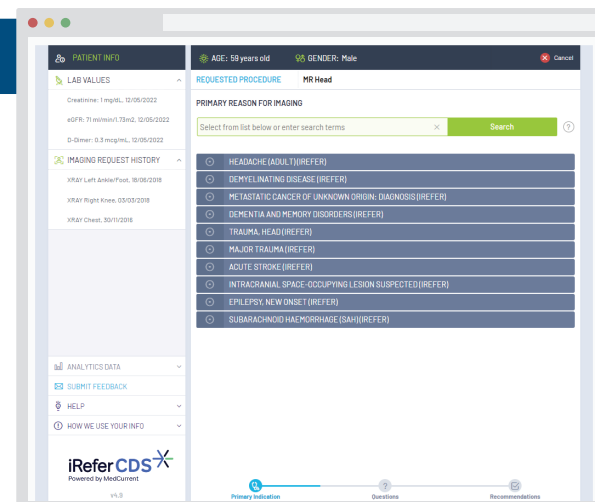 PATIENT INFO
AGE: 59 years old GENDER: Male Cancel
LAB VALUES
Creatinine: 1 mg/dL, 12/05/2022
eGFR: 71 ml/min/1.73m2, 12/05/2022
D-Dimer: 0.3 mcg/mL, 12/05/2022
IMAGING REQUEST HISTORY
XRAY Left Ankle/Foot, 18/06/2018
XRAY Right Knee, 03/03/2018
XRAY Chest, 30/11/2016
ANALYTICS DATA
SUBMIT FEEDBACK
HELP
HOW WE USE YOUR INFO
iRefer CDS
Powered by MedCurrent
v4.9
REQUESTED PROCEDURE MR Head
PRIMARY REASON FOR IMAGING
Select from list below or enter search terms × Search ?
HEADACHE (ADULT) (IREFER)
DEMYELINATING DISEASE (IREFER)
METASTATIC CANCER OF UNKNOWN ORIGIN: DIAGNOSIS (IREFER)
DEMENTIA AND MEMORY DISORDERS (IREFER)
TRAUMA, HEAD (IREFER)
MAJOR TRAUMA (IREFER)
ACUTE STROKE (IREFER)
INTRACRANIAL SPACE-OCCUPYING LESION SUSPECTED (IREFER)
EPILEPSY, NEW ONSET (IREFER)
SUBARACHNOID HAEMORRHAGE (SAH) (IREFER)
Primary Indication Questions Recommendations